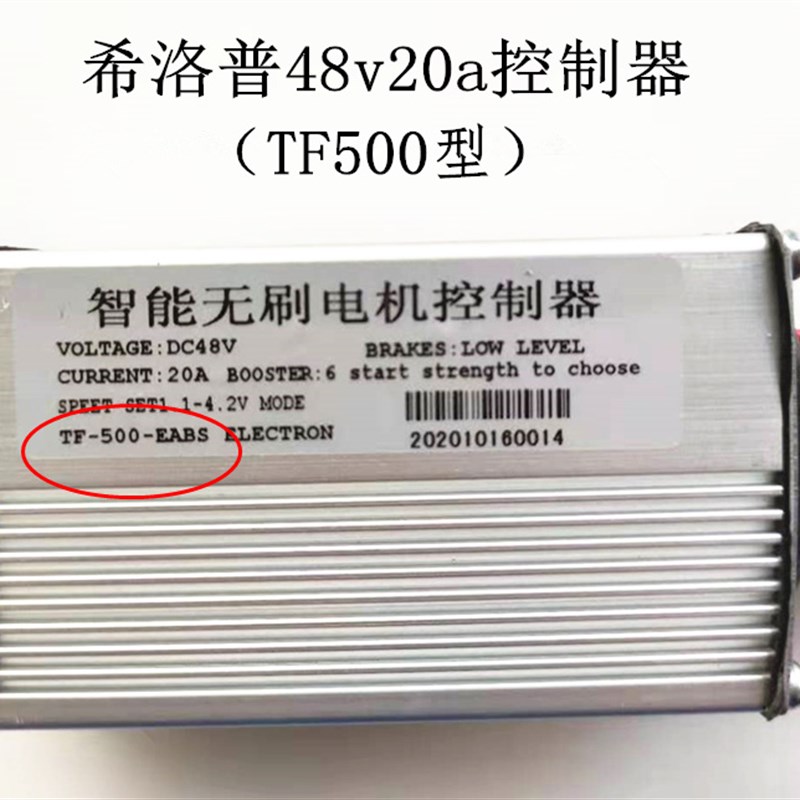 希洛普48v20a控制器
（TF500型）
智能无刷电机控制器
VOLTAGE:DC48V BRAKES:LOW LEVEL
CURRENT:20A BOOSTER:6 start strength to choose
SPEET SET1.1-4.2V MODE
TF-500-EABS ELECTRON
202010160014